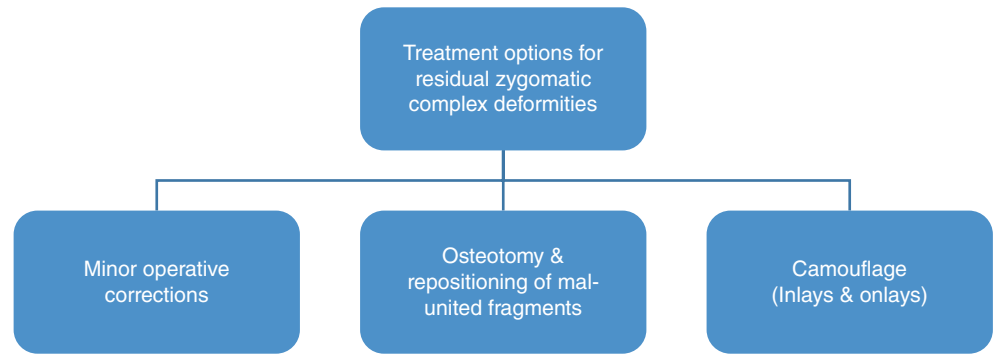 Treatment options for
residual zygomatic
complex deformities
Minor operative
corrections
Osteotomy &
repositioning of mal-
united fragments
Camouflage
(Inlays & onlays)